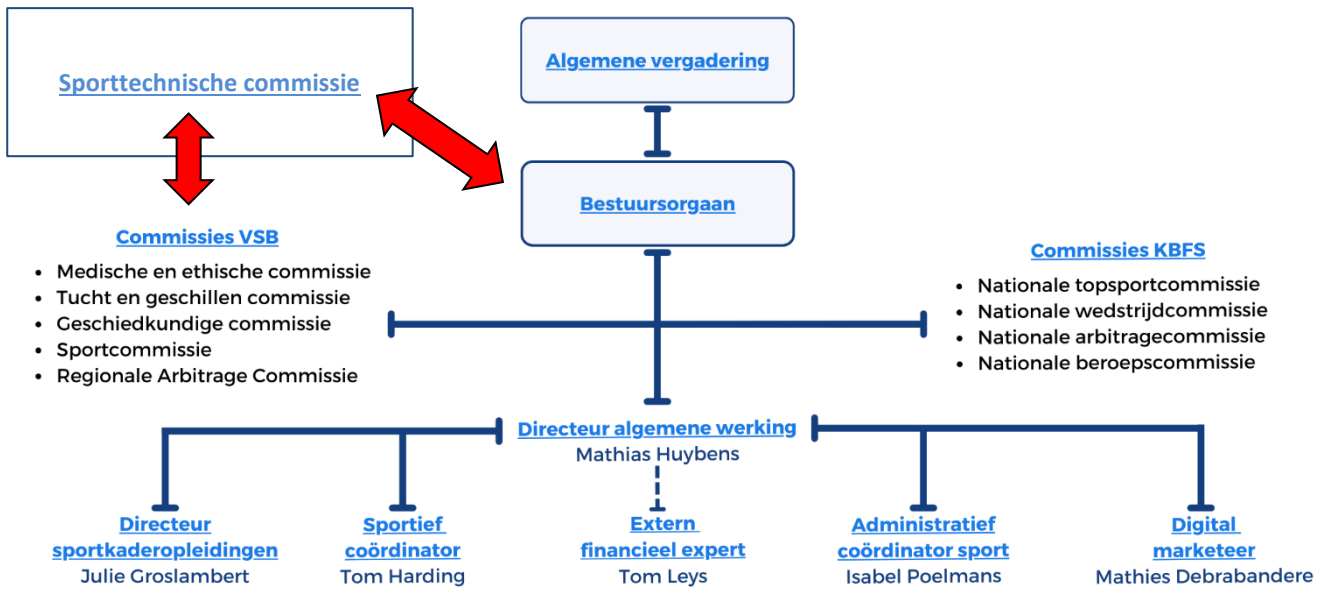 Sporttechnische commissie
Algemene vergadering
Bestuursorgaan
Commissies VSB
• Medische en ethische commissie
• Tucht en geschillen commissie
• Geschiedkundige commissie
• Sportcommissie
• Regionale Arbitrage Commissie
Commissies KBFS
• Nationale topsportcommissie
• Nationale wedstrijdcommissie
• Nationale arbitragecommissie
• Nationale beroepscommissie
Directeur algemene werking
Mathias Huybens
Directeur
sportkaderopleidingen
Julie Groslambert
Sportief
coördinator
Tom Harding
Extern
financieel expert
Tom Leys
Administratief
coördinator sport
Isabel Poelmans
Digital
marketeer
Mathies Debrabandere